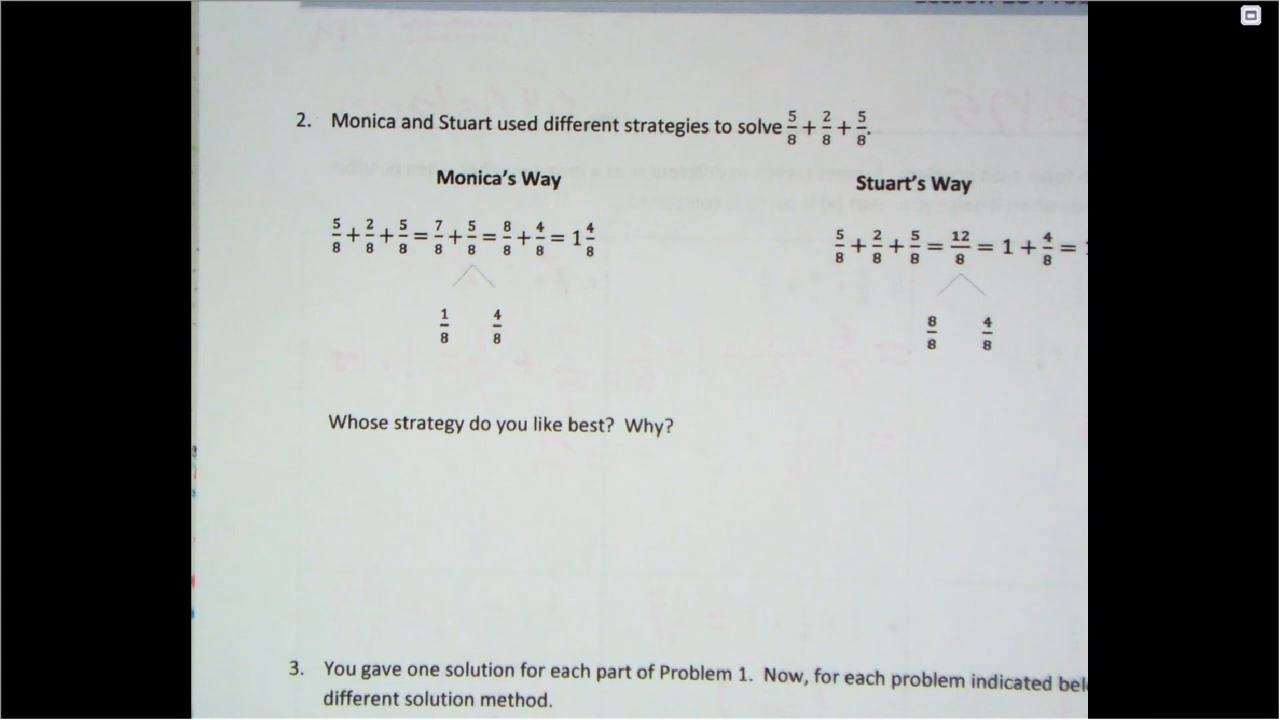 2. Monica and Stuart used different strategies to solve 5/8 + 2/8 + 5/8.
Monica's Way
Stuart's Way
5/8 + 2/8 + 5/8 = 7/8 + 5/8 = 8/8 + 4/8 = 1 4/8
1/8 4/8
5/8 + 2/8 + 5/8 = 12/8 = 1 + 4/8 =
8/8 4/8
Whose strategy do you like best? Why?
3. You gave one solution for each part of Problem 1. Now, for each problem indicated
different solution method.